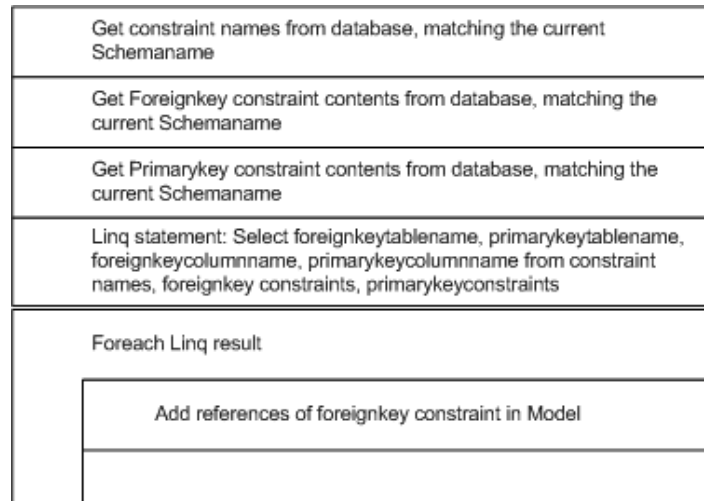 Get constraint names from database, matching the current
Schemaname
Get Foreignkey constraint contents from database, matching the
current Schemaname
Get Primarykey constraint contents from database, matching the
current Schemaname
Linq statement: Select foreignkeytablename, primarykeytablename,
foreignkeycolumnname, primarykeycolumnname from constraint
names, foreignkey constraints, primarykeyconstraints
Foreach Linq result
Add references of foreignkey constraint in Model